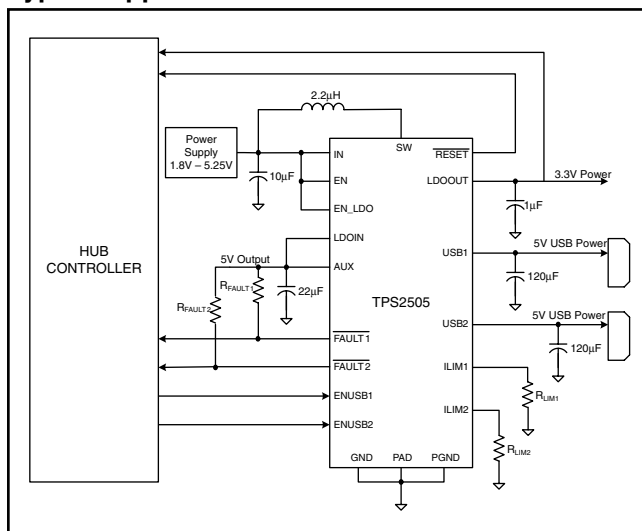 2.2μH
Power
Supply
1.8V – 5.25V
10μF
IN
EN
EN_LDO
LDOIN
AUX
FAULT1
FAULT2
ENUSB1
ENUSB2
SW
RESET
LDOOUT
USB1
USB2
ILIM1
ILIM2
GND
PAD
PGND
TPS2505
HUB
CONTROLLER
5V Output
RFAULT1
RFAULT2
22μF
3.3V Power
1μF
5V USB Power
120μF
5V USB Power
120μF
RLIM1
RLIM2